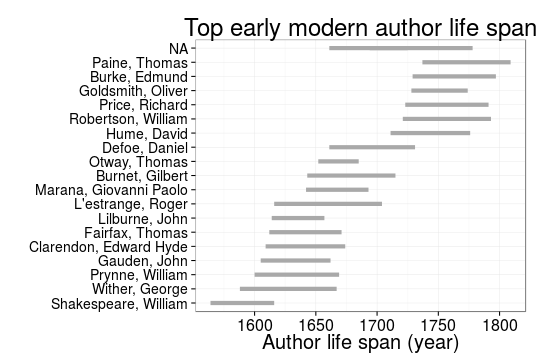 Top early modern author life span
NA
Paine, Thomas
Burke, Edmund
Goldsmith, Oliver
Price, Richard
Robertson, William
Hume, David
Defoe, Daniel
Otway, Thomas
Burnet, Gilbert
Marana, Giovanni Paolo
L'estrange, Roger
Lilburne, John
Fairfax, Thomas
Clarendon, Edward Hyde
Gauden, John
Prynne, William
Wither, George
Shakespeare, William
1600 1650 1700 1750 1800
Author life span (year)